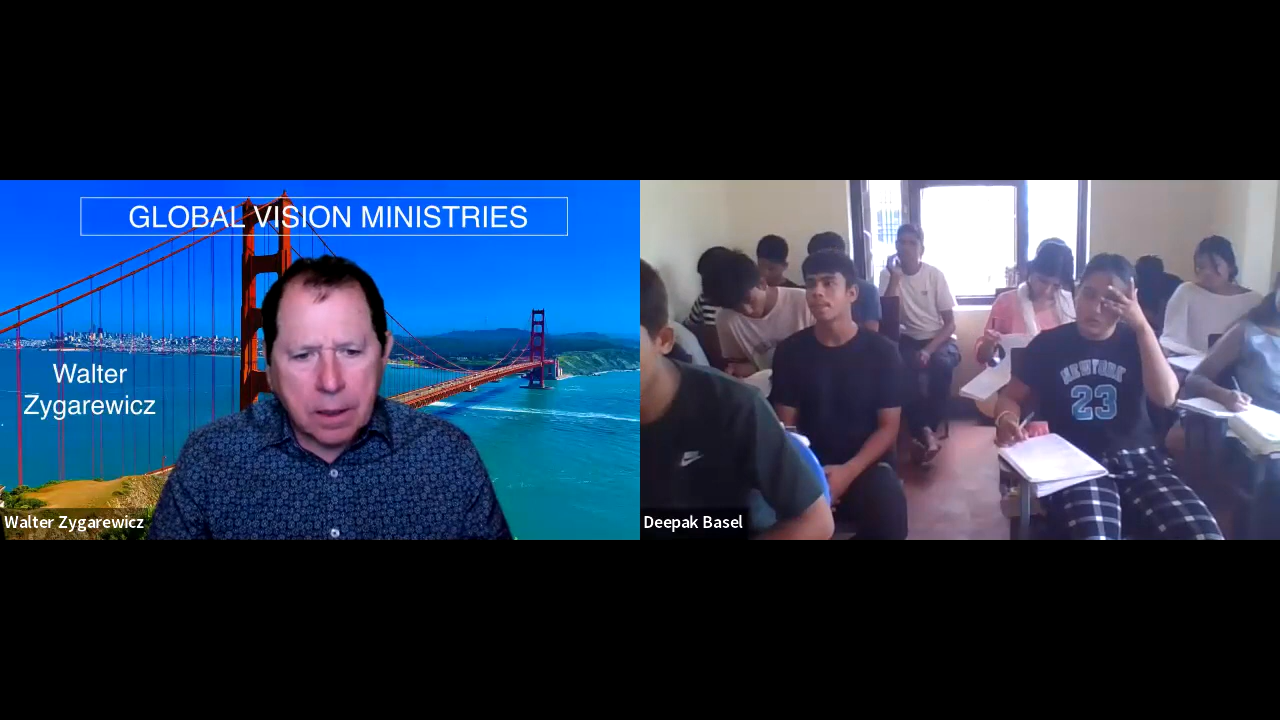 GLOBAL VISION MINISTRIES
Walter
Zygarewicz
Walter Zygarewicz
Deepak Basel
NEW YORK
23